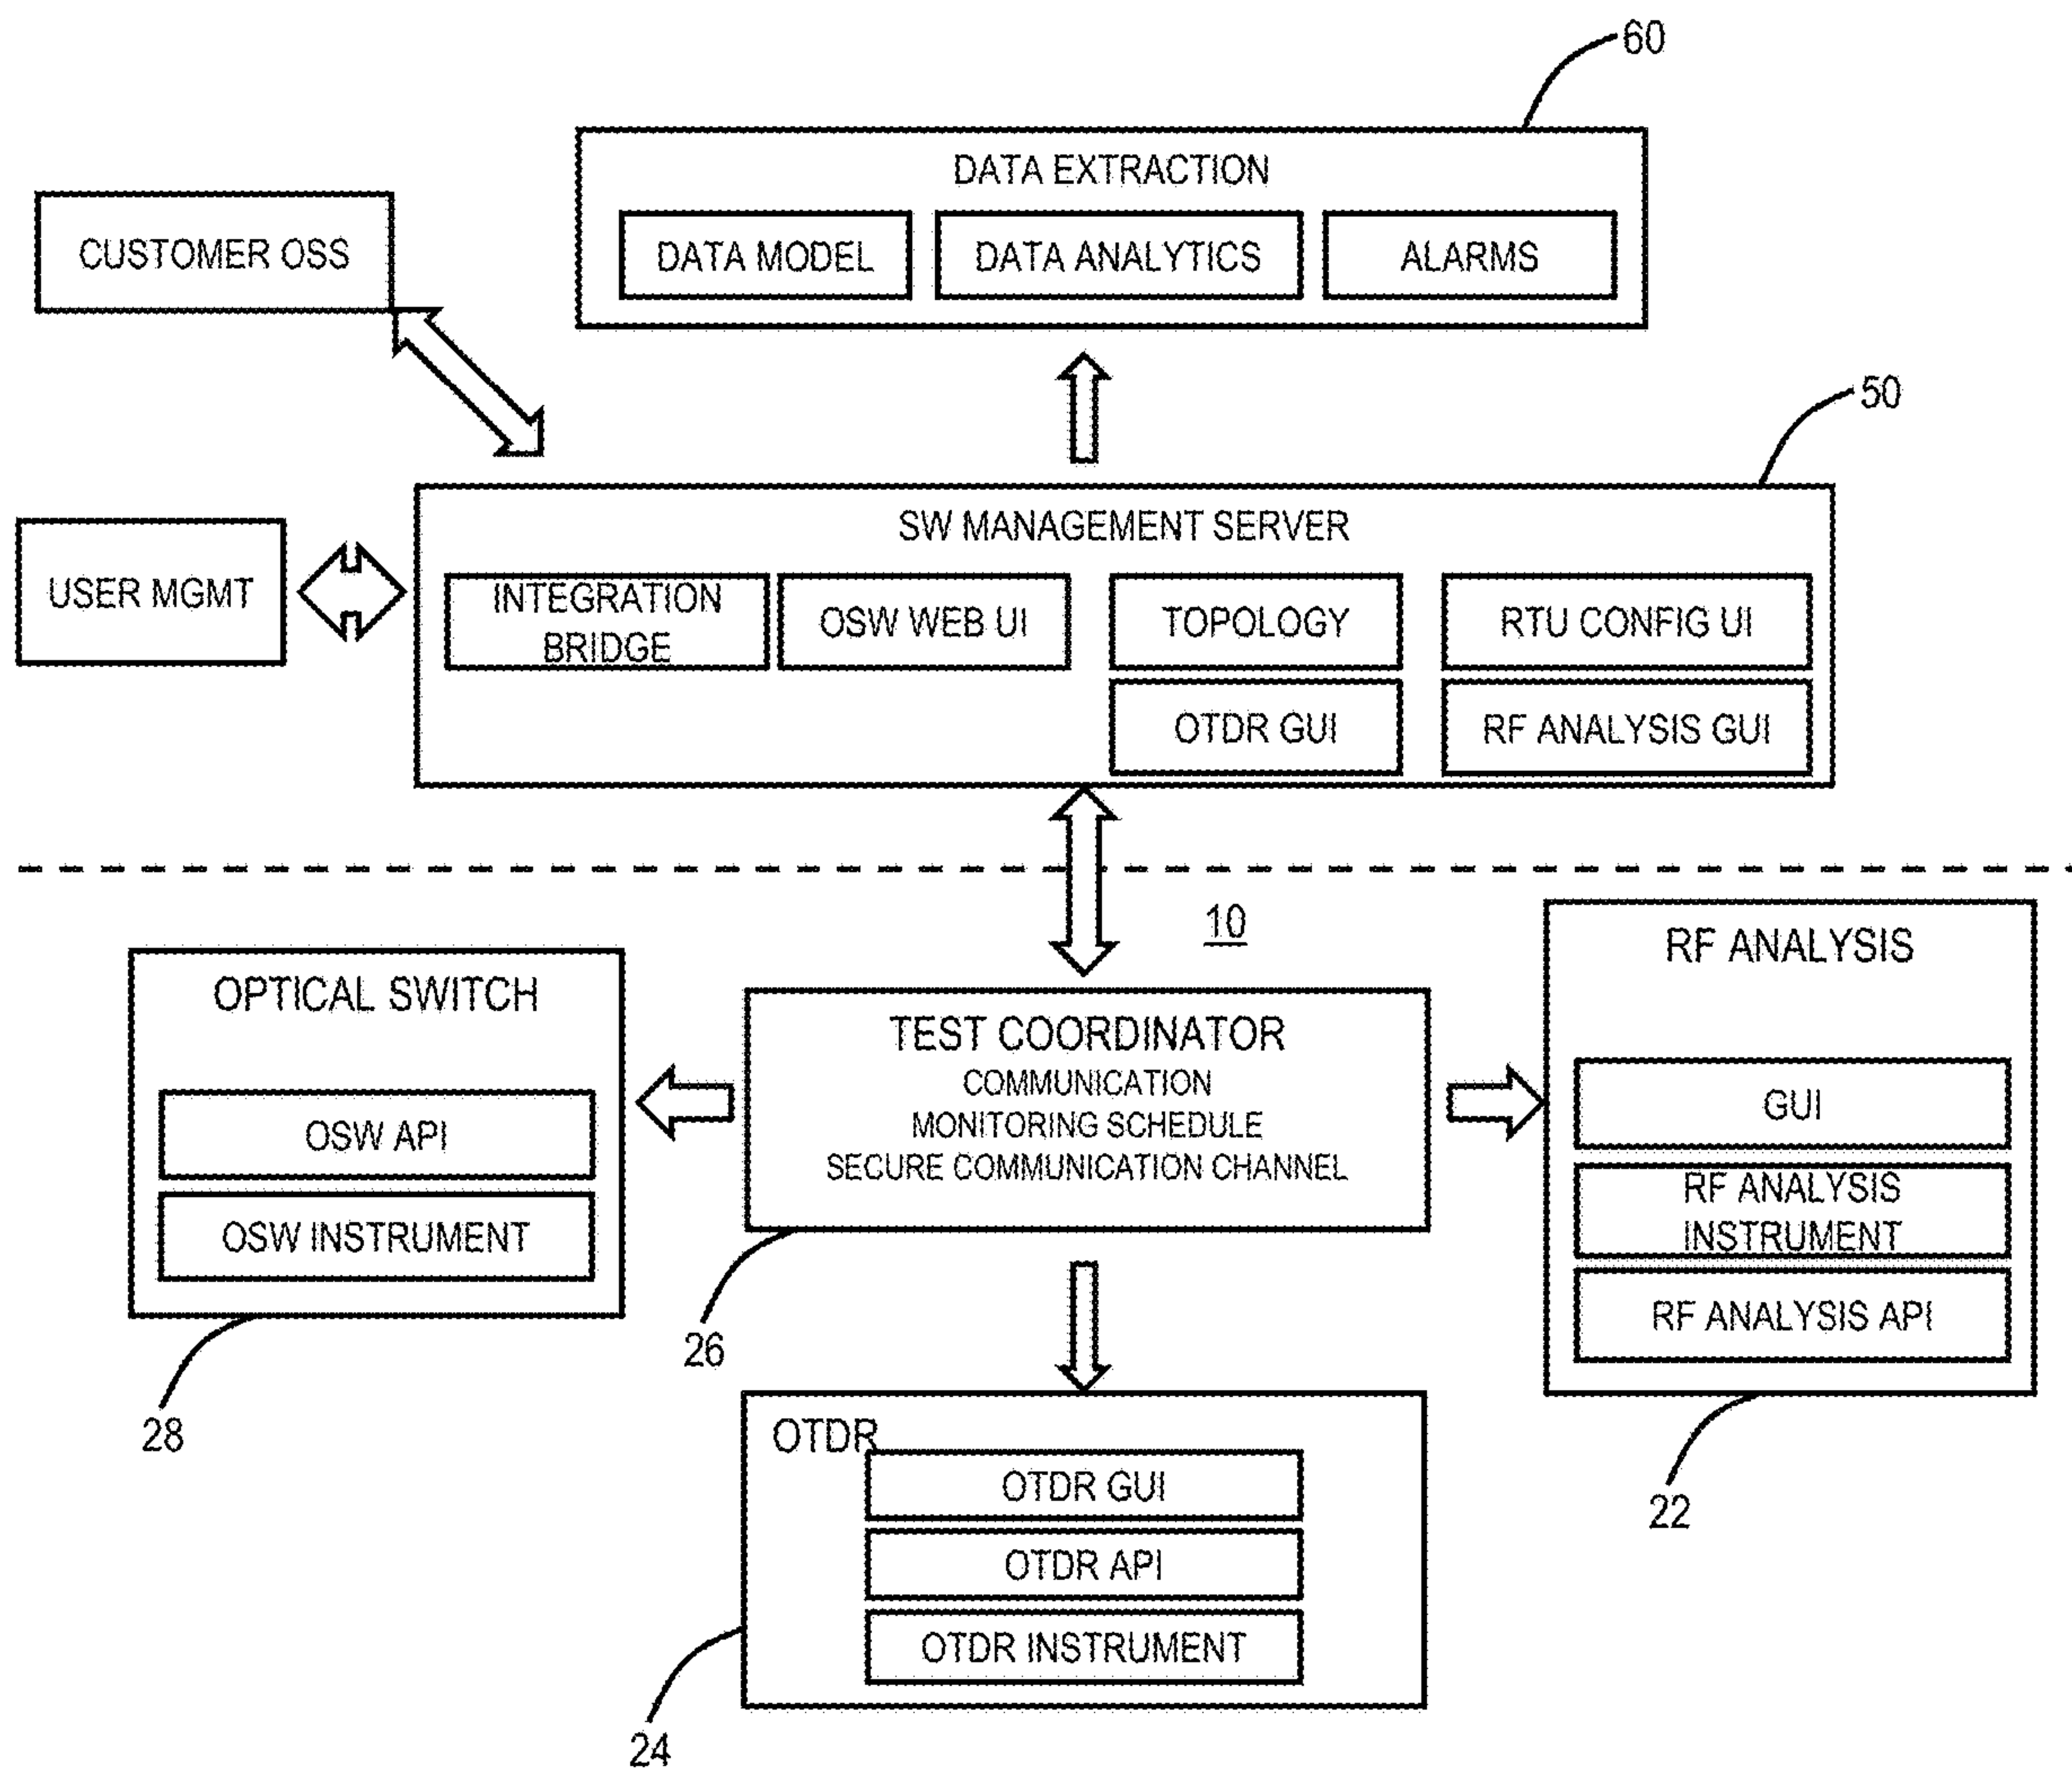 60
DATA EXTRACTION
DATA MODEL
DATA ANALYTICS
ALARMS
CUSTOMER OSS
50
SW MANAGEMENT SERVER
USER MGMT
INTEGRATION
BRIDGE
OSW WEB UI
TOPOLOGY
RTU CONFIG UI
OTDR GUI
RF ANALYSIS GUI
10
OPTICAL SWITCH
OSW API
OSW INSTRUMENT
28
TEST COORDINATOR
COMMUNICATION
MONITORING SCHEDULE
SECURE COMMUNICATION CHANNEL
26
RF ANALYSIS
GUI
RF ANALYSIS
INSTRUMENT
RF ANALYSIS API
22
OTDR
OTDR GUI
OTDR API
OTDR INSTRUMENT
24